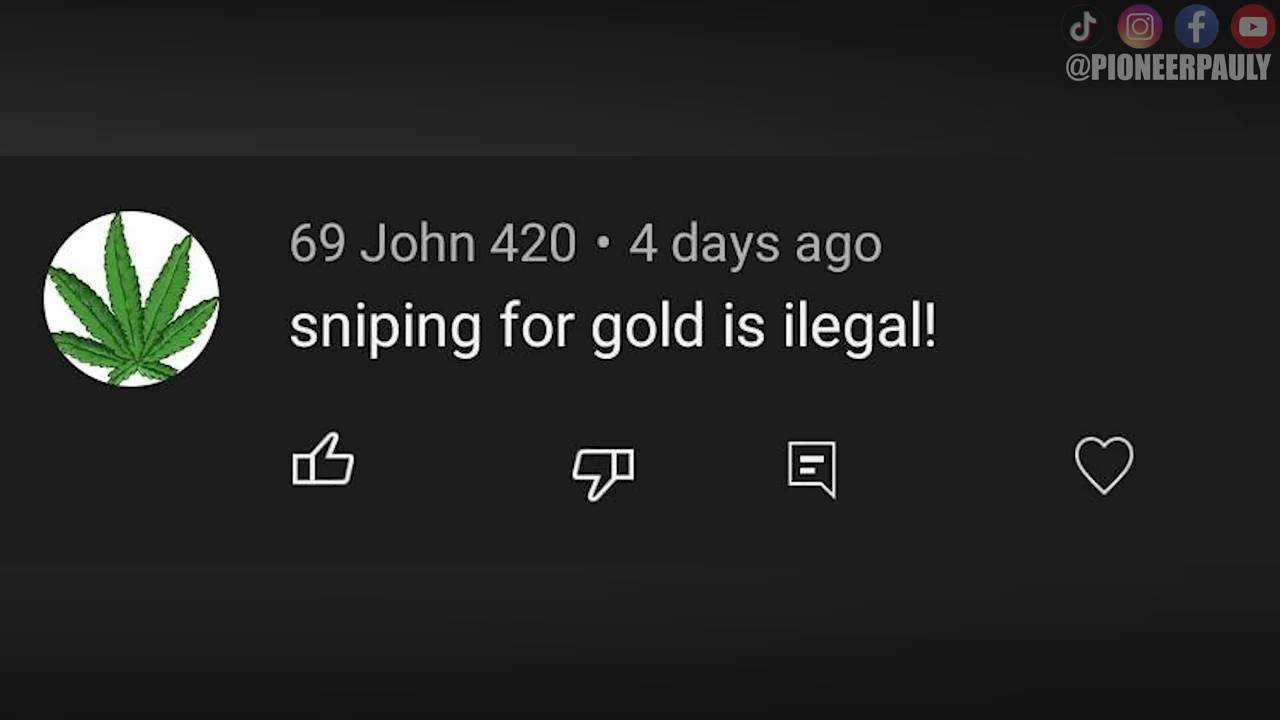 @PIONEERPAULY
69 John 420 • 4 days ago
sniping for gold is ilegal!